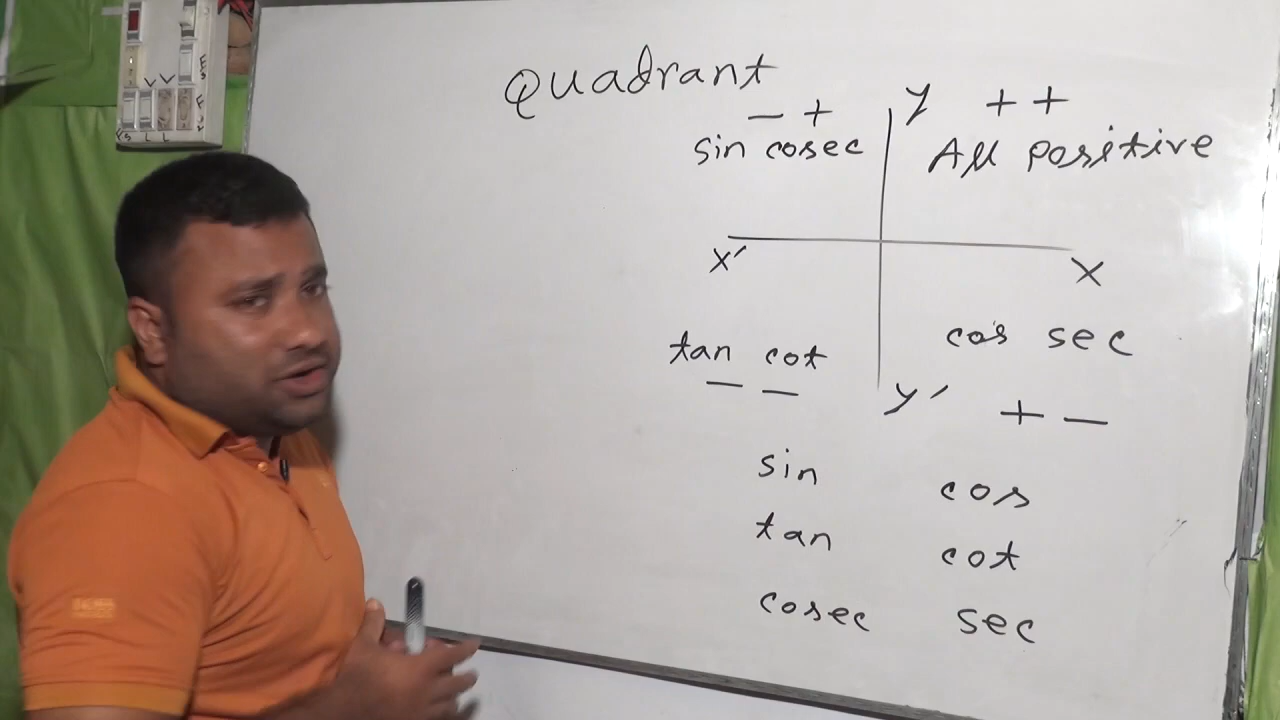 Quadrant
− + y + +
sin cosec All positive
x′ x
tan cot cos sec
− − y′ + −
sin cos
tan cot
cosec sec